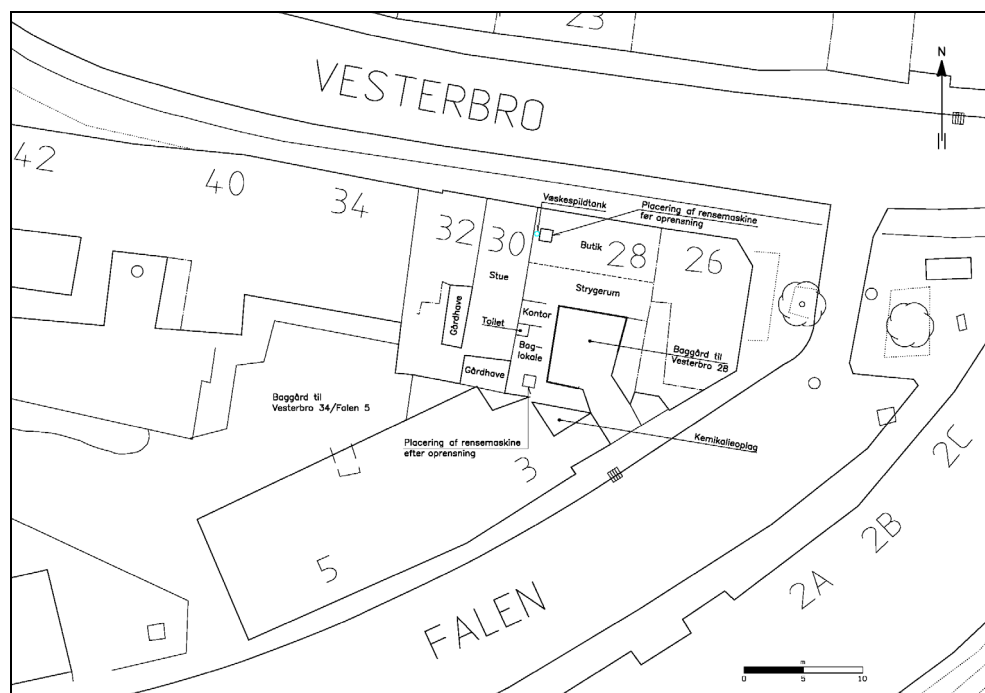 23
N
VESTERBRO
42
40
34
32
30
28
26
Væskespildtank
Placering af rensemaskine
før oprensning
Butik
Stue
Strygerum
Gårdhave
Kontor
Toilet
Bag-
lokale
Baggård til
Vesterbro 28
Gårdhave
Baggård til
Vesterbro 34/Falen 5
Placering af rensemaskine
efter oprensning
Kemikalieoplag
3
5
FALEN
2A
2B
2C
m
0 5 10